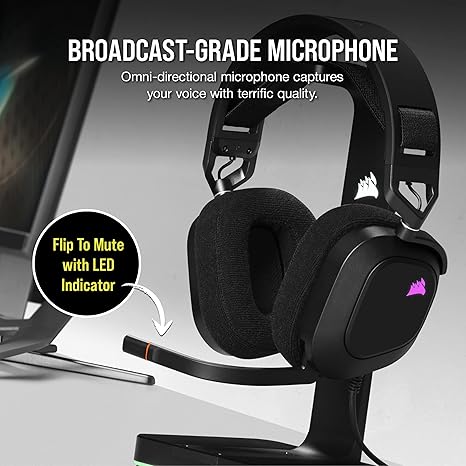 BROADCAST-GRADE MICROPHONE
Omni-directional microphone captures
your voice with terrific quality.
Flip To Mute
with LED
Indicator